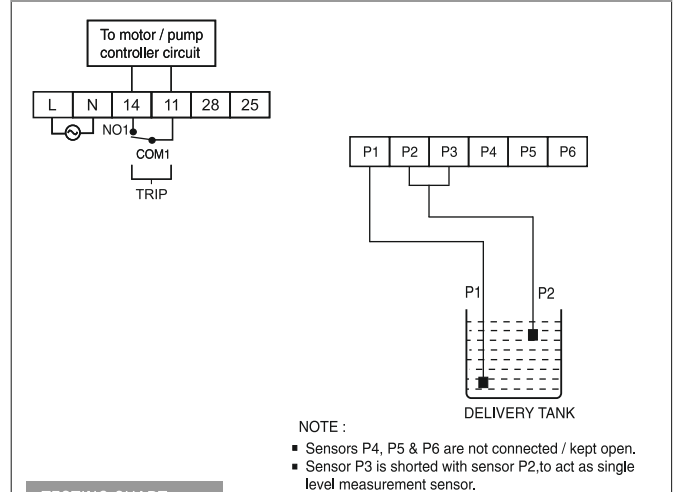 To motor / pump
controller circuit
L N 14 11 28 25
NO1
COM1
TRIP
P1 P2 P3 P4 P5 P6
P1 P2
DELIVERY TANK
NOTE :
▪ Sensors P4, P5 & P6 are not connected / kept open.
▪ Sensor P3 is shorted with sensor P2,to act as single
level measurement sensor.